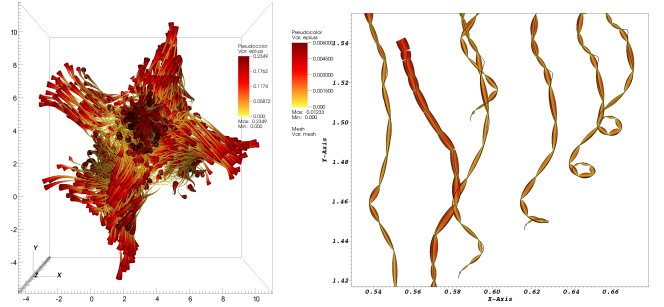 Pseudocolor
Var: epluss
0.2349
0.1762
0.1174
0.05872
0.000
Max: 0.2349
Min: 0.000
10
8
6
4
2
0
-2
-4
Y
Z
X
-4
-2
0
2
4
6
8
10
Pseudocolor
Var: epluss
0.006000
0.004500
0.003000
0.001500
0.000
Max: 0.01233
Min: 0.000
Mesh
Var: mesh
1.54
1.52
1.50
1.48
1.46
1.44
1.42
Y-Axis
0.54
0.56
0.58
0.60
0.62
0.64
0.66
X-Axis